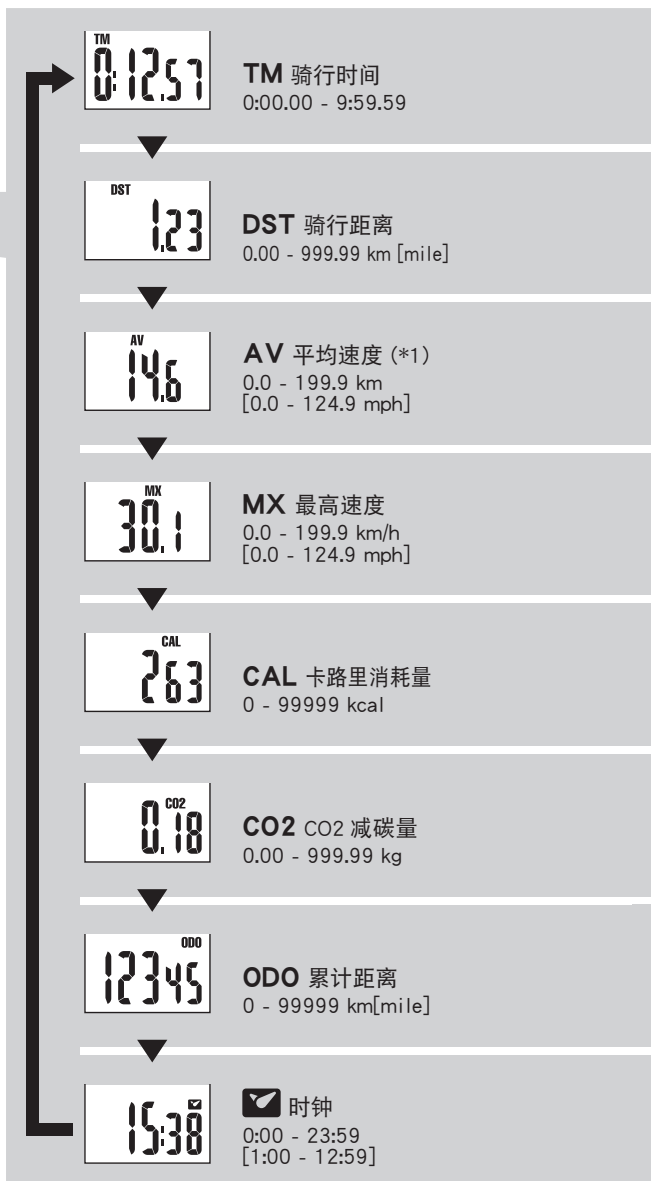 TM
0:12.57
TM 骑行时间
0:00.00 - 9:59.59
DST
1.23
DST 骑行距离
0.00 - 999.99 km [mile]
AV
14.6
AV 平均速度 (*1)
0.0 - 199.9 km
[0.0 - 124.9 mph]
MX
30.1
MX 最高速度
0.0 - 199.9 km/h
[0.0 - 124.9 mph]
CAL
263
CAL 卡路里消耗量
0 - 99999 kcal
CO2
0.18
CO2 CO2 减碳量
0.00 - 999.99 kg
ODO
12345
ODO 累计距离
0 - 99999 km[mile]
15:38
时钟
0:00 - 23:59
[1:00 - 12:59]